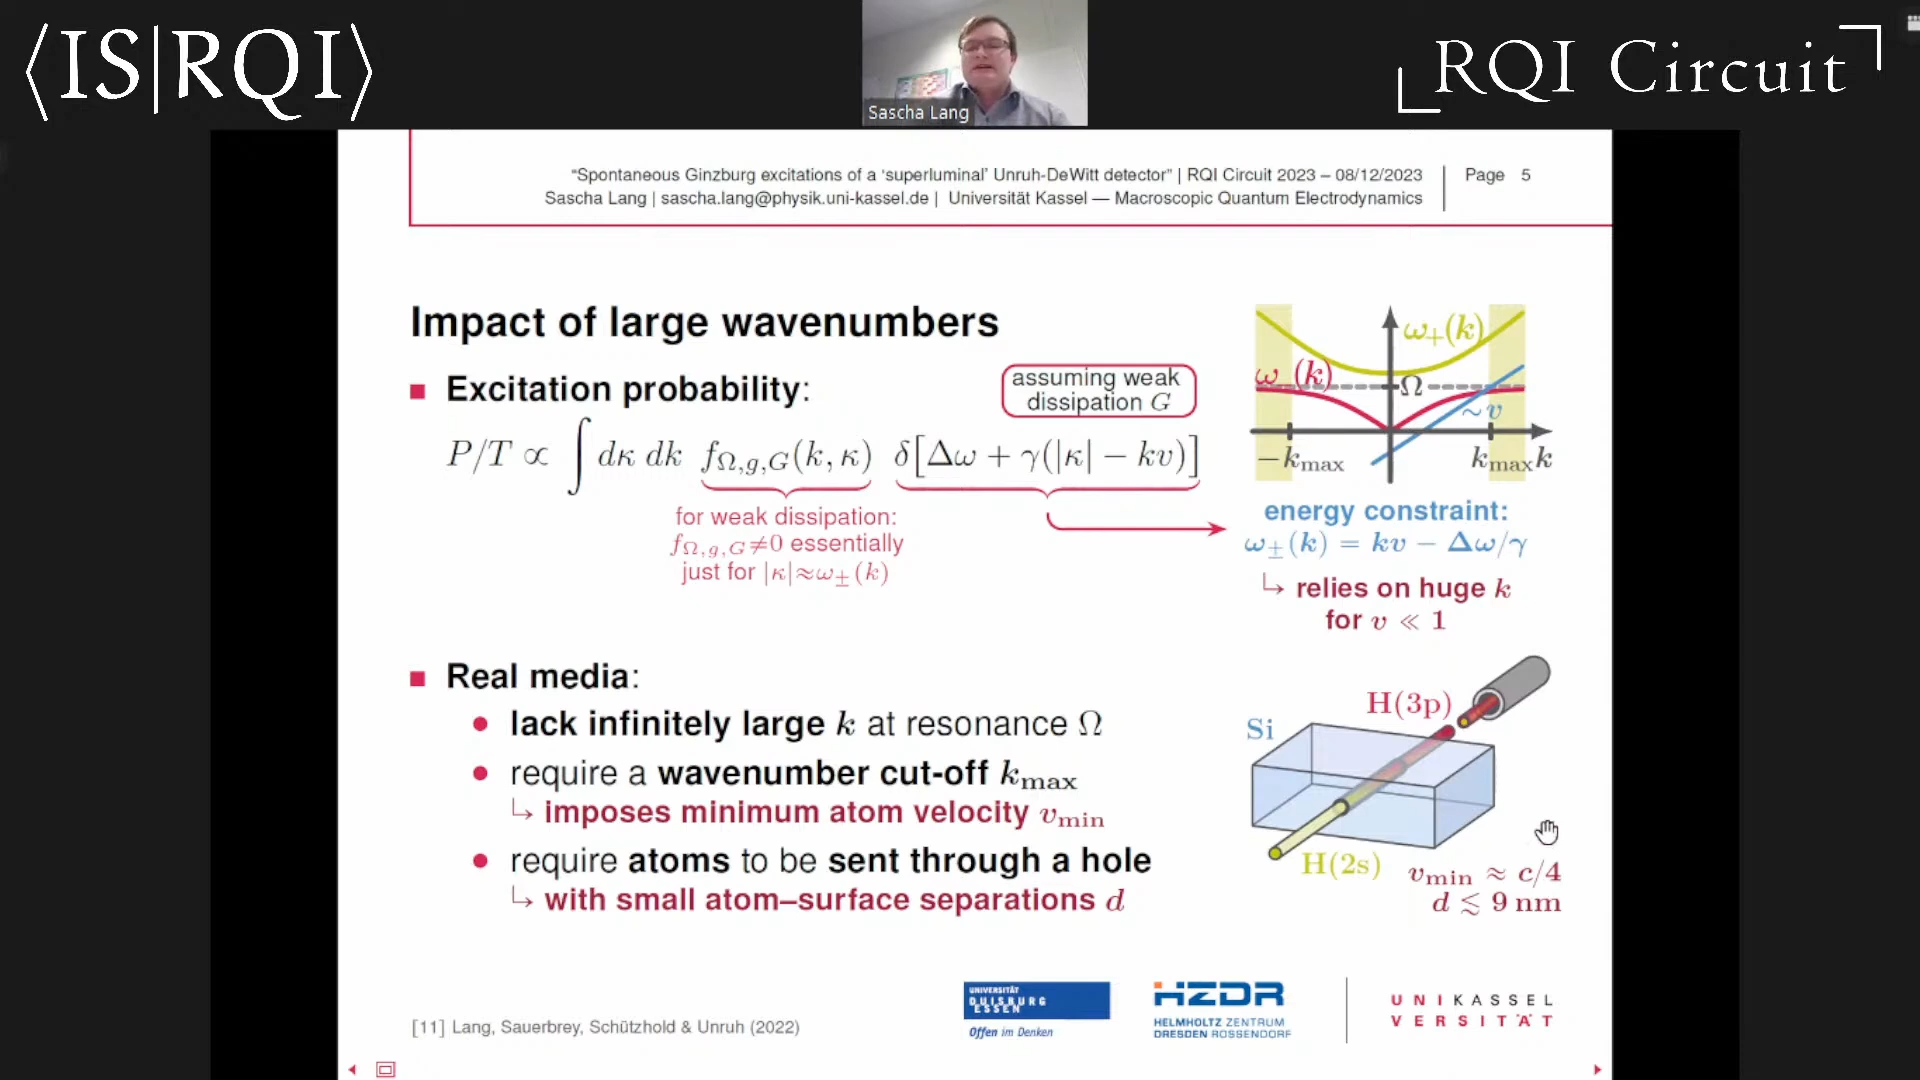 ⟨IS|RQI⟩
Sascha Lang
RQI Circuit
"Spontaneous Ginzburg excitations of a 'superluminal' Unruh-DeWitt detector" | RQI Circuit 2023 – 08/12/2023
Sascha Lang | sascha.lang@physik.uni-kassel.de | Universität Kassel — Macroscopic Quantum Electrodynamics
Page 5
Impact of large wavenumbers
Excitation probability:
assuming weak
dissipation G
P/T ∝ ∫ dκ dk f_{Ω,g,G}(k, κ) δ[Δω + γ(|κ| − kv)]
for weak dissipation:
f_{Ω,g,G}≠0 essentially
just for |κ|≈ω±(k)
ω₊(k)
ω₋(k)
Ω
~v
−k_max
k_max k
energy constraint:
ω±(k) = kv − Δω/γ
↳ relies on huge k
for v ≪ 1
Real media:
lack infinitely large k at resonance Ω
require a wavenumber cut-off k_max
↳ imposes minimum atom velocity v_min
require atoms to be sent through a hole
↳ with small atom–surface separations d
H(3p)
Si
H(2s)
v_min ≈ c/4
d ≲ 9 nm
[11] Lang, Sauerbrey, Schützhold & Unruh (2022)
UNIVERSITÄT
DUISBURG
ESSEN
Offen im Denken
HZDR
HELMHOLTZ ZENTRUM
DRESDEN ROSSENDORF
UNIKASSEL
VERSITÄT